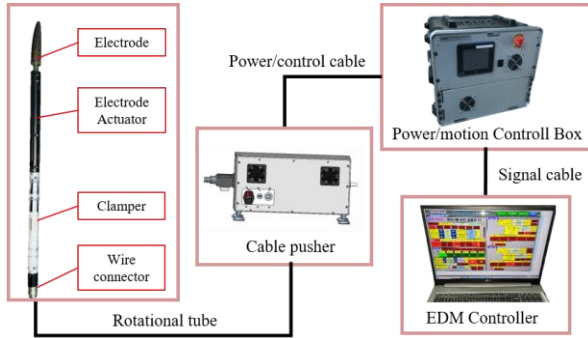 Electrode
Electrode
Actuator
Clamper
Wire
connector
Rotational tube
Power/control cable
Cable pusher
Power/motion Controll Box
Signal cable
EDM Controller